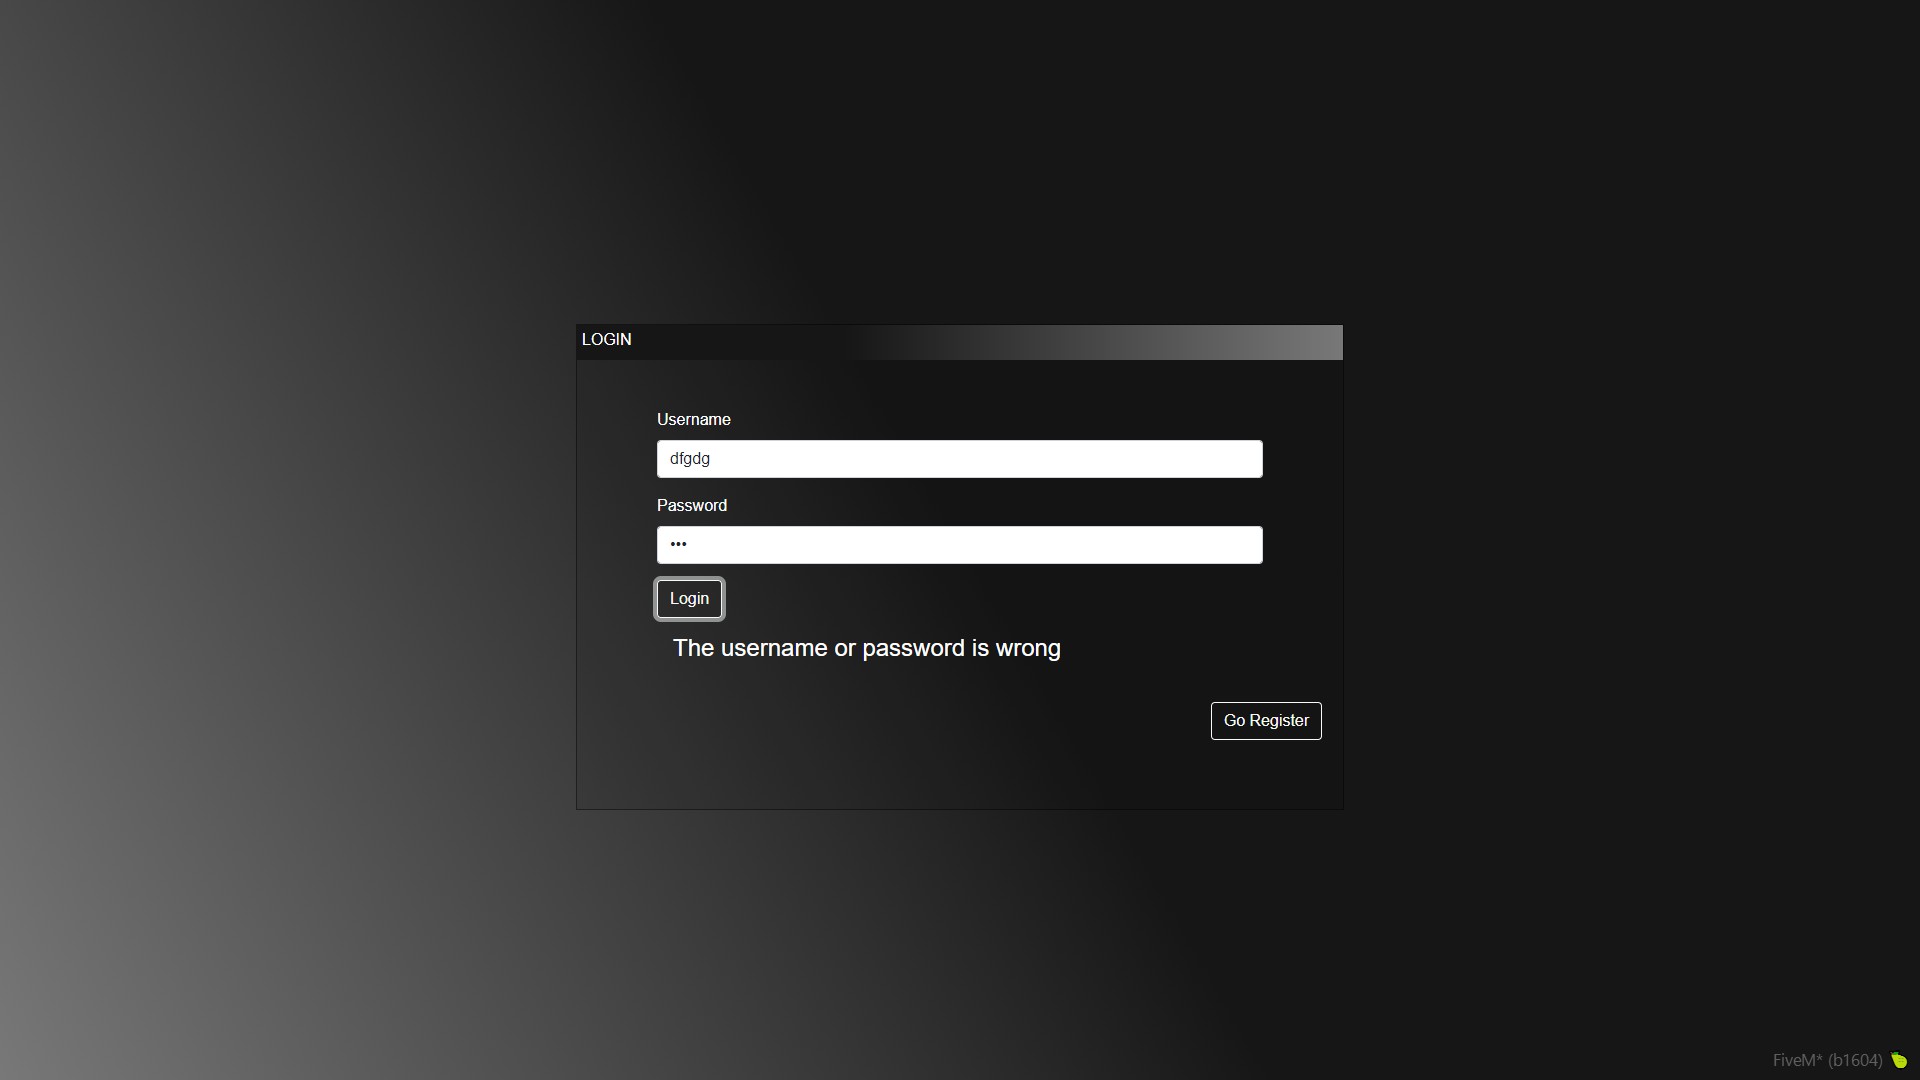 LOGIN
Username
dfgdg
Password
•••
Login
The username or password is wrong
Go Register
FiveM* (b1604)